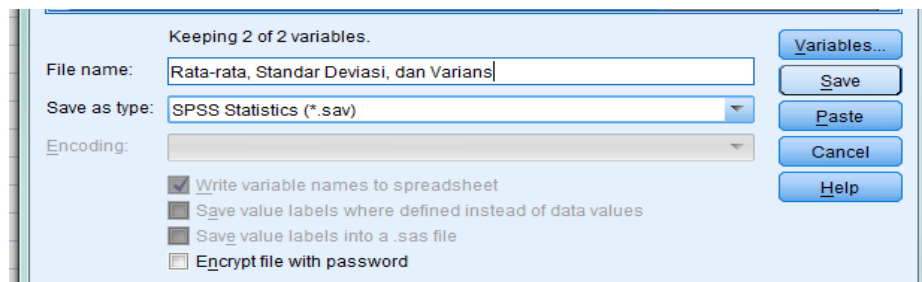 Keeping 2 of 2 variables.
Variables...
File name: Rata-rata, Standar Deviasi, dan Varians
Save
Save as type: SPSS Statistics (*.sav)
Paste
Encoding:
Cancel
Write variable names to spreadsheet
Help
Save value labels where defined instead of data values
Save value labels into a .sas file
Encrypt file with password